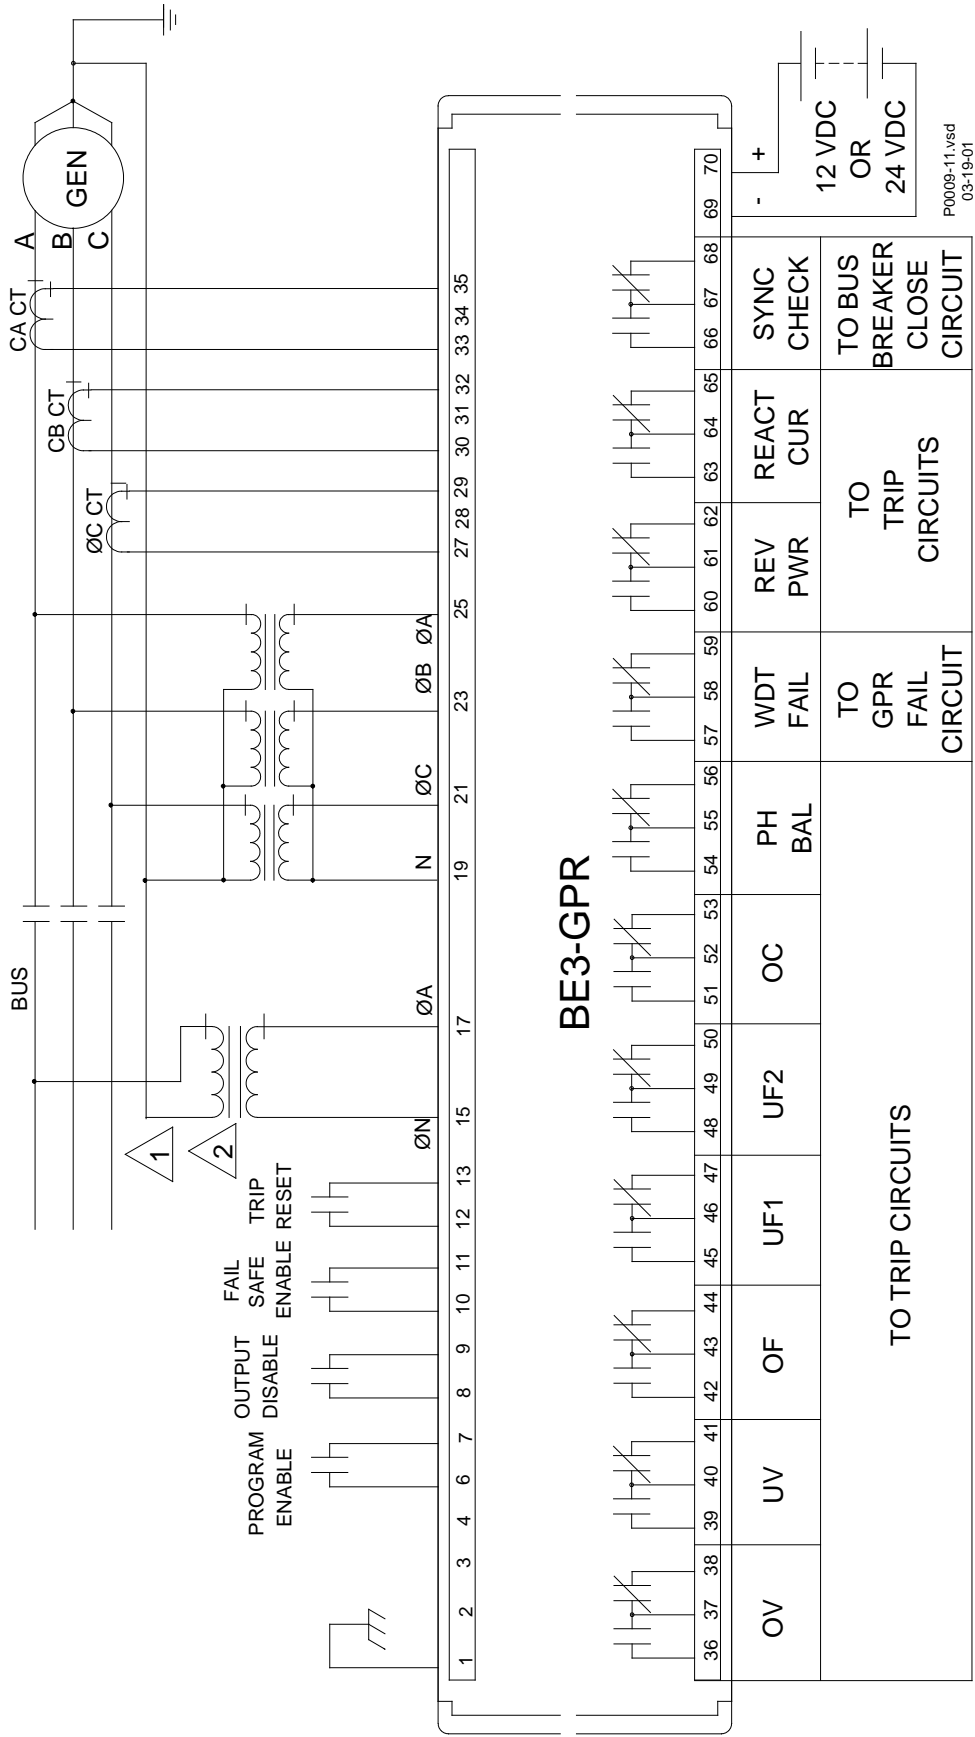 GEN
A
B
C
CA CT
CB CT
ØC CT
BUS
1
2
PROGRAM
ENABLE
OUTPUT
DISABLE
FAIL
SAFE
ENABLE
TRIP
RESET
ØN
ØA
N
ØC
ØB
ØA
1 2 3 4 6 7 8 9 10 11 12 13 15 17 19 21 23 25 27 28 29 30 31 32 33 34 35
BE3-GPR
36 37 38 39 40 41 42 43 44 45 46 47 48 49 50 51 52 53 54 55 56 57 58 59 60 61 62 63 64 65 66 67 68 69 70
- +
12 VDC
OR
24 VDC
OV
UV
OF
UF1
UF2
OC
PH
BAL
WDT
FAIL
REV
PWR
REACT
CUR
SYNC
CHECK
TO TRIP CIRCUITS
TO
GPR
FAIL
CIRCUIT
TO
TRIP
CIRCUITS
TO BUS
BREAKER
CLOSE
CIRCUIT
P0009-11.vsd
03-19-01